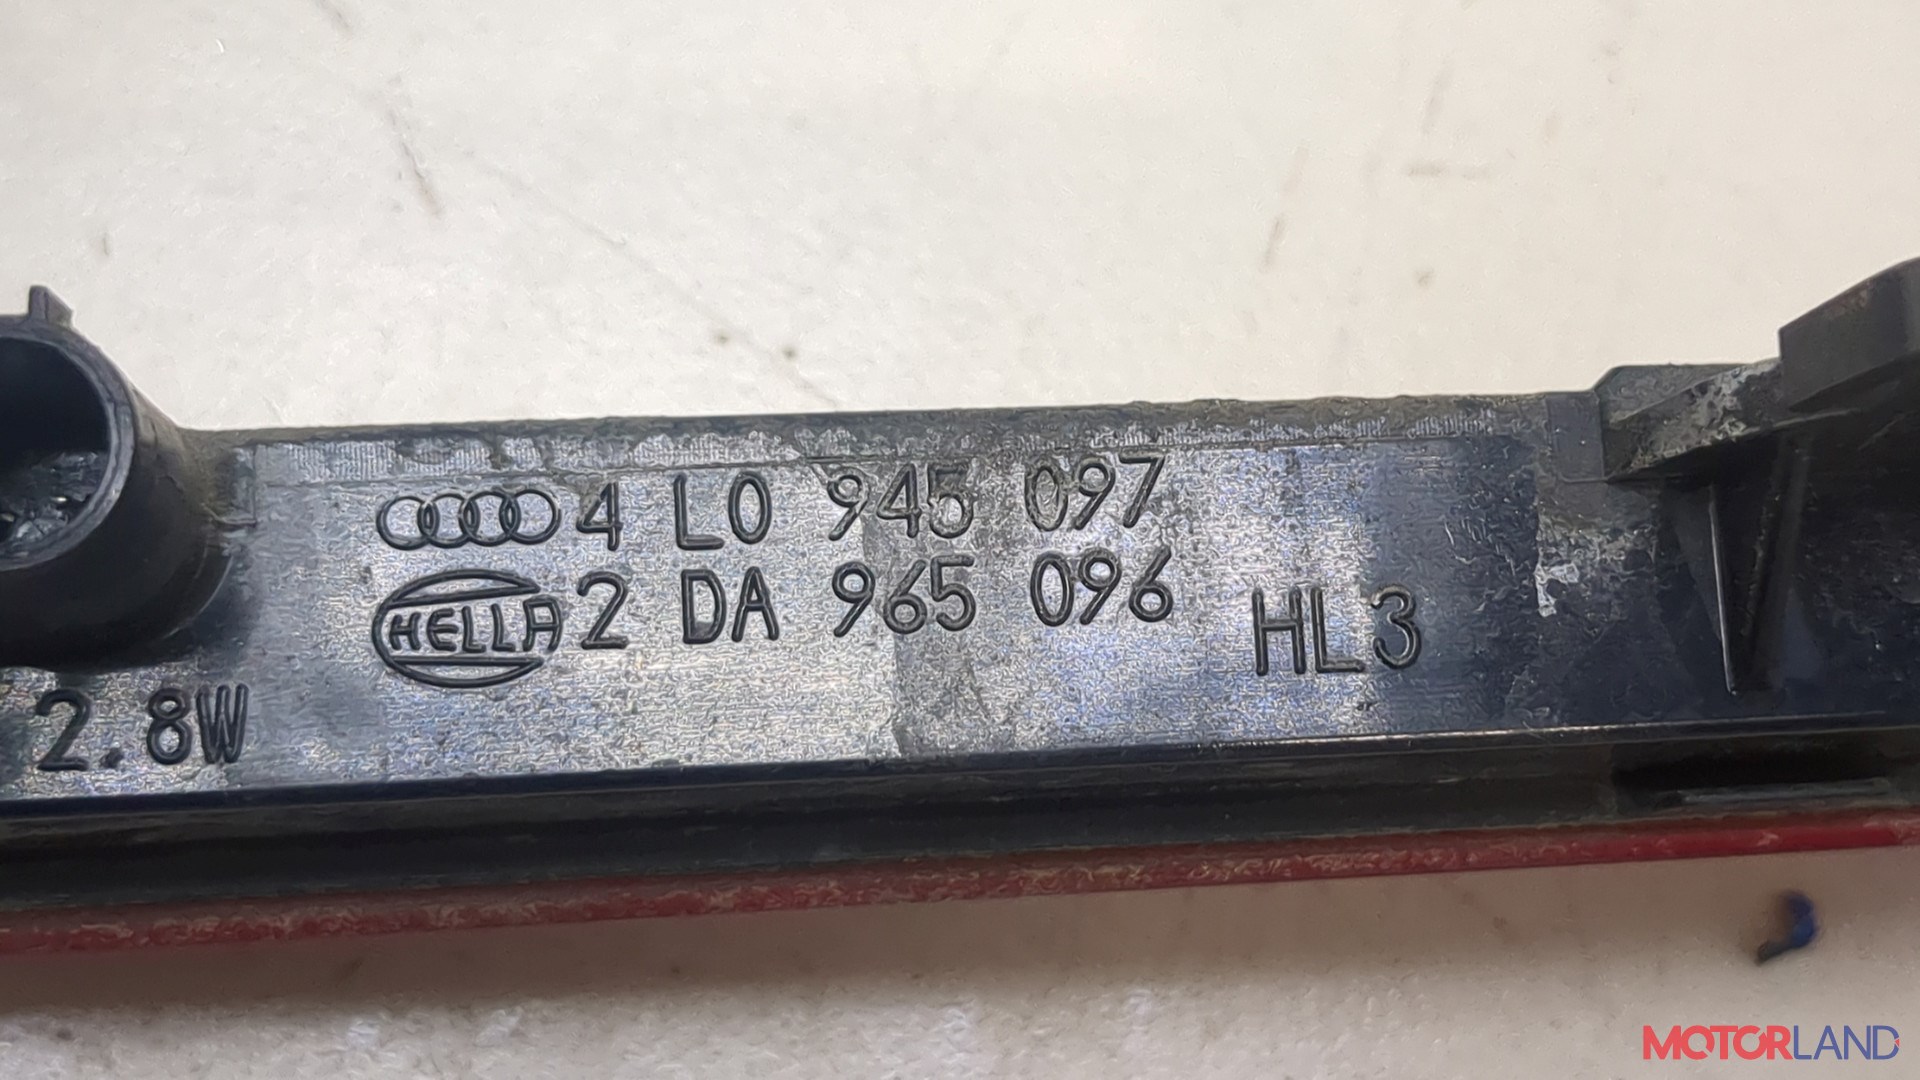 4 L0 945 097
HELLA 2 DA 965 096
HL3
2.8W
MOTORLAND